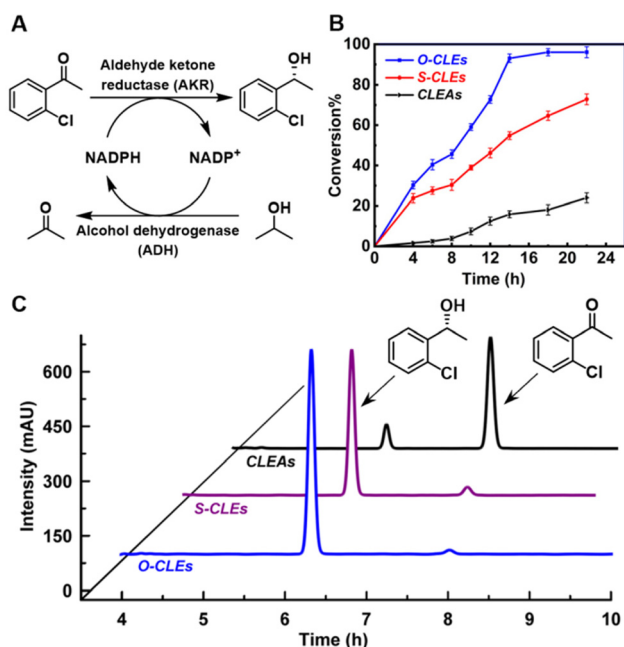 A
O
Cl
Aldehyde ketone
reductase (AKR)
OH
Cl
NADPH
NADP+
O
OH
Alcohol dehydrogenase
(ADH)
B
Conversion%
100
80
60
40
20
0
O-CLEs
S-CLEs
CLEAs
0 4 8 12 16 20 24
Time (h)
C
Intensity (mAU)
600
450
300
150
0
OH
Cl
O
Cl
CLEAs
S-CLEs
O-CLEs
4 5 6 7 8 9 10
Time (h)